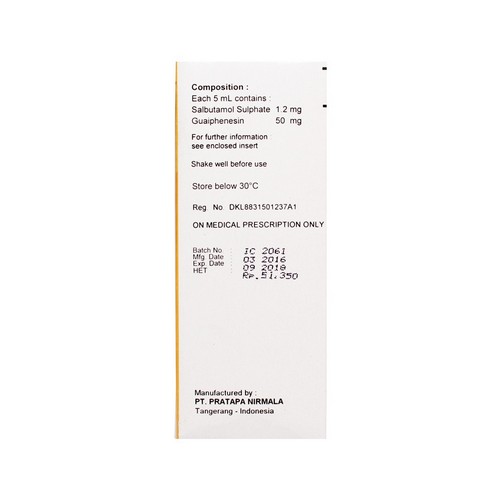 Composition :
Each 5 mL contains :
Salbutamol Sulphate 1.2 mg
Guaiphenesin 50 mg
For further information
see enclosed insert
Shake well before use
Store below 30°C
Reg. No. DKL8831501237A1
ON MEDICAL PRESCRIPTION ONLY
Batch No : IC 2061
Mfg. Date : 03 2016
Exp. Date : 09 2018
HET : Rp.51.350
Manufactured by :
PT. PRATAPA NIRMALA
Tangerang - Indonesia